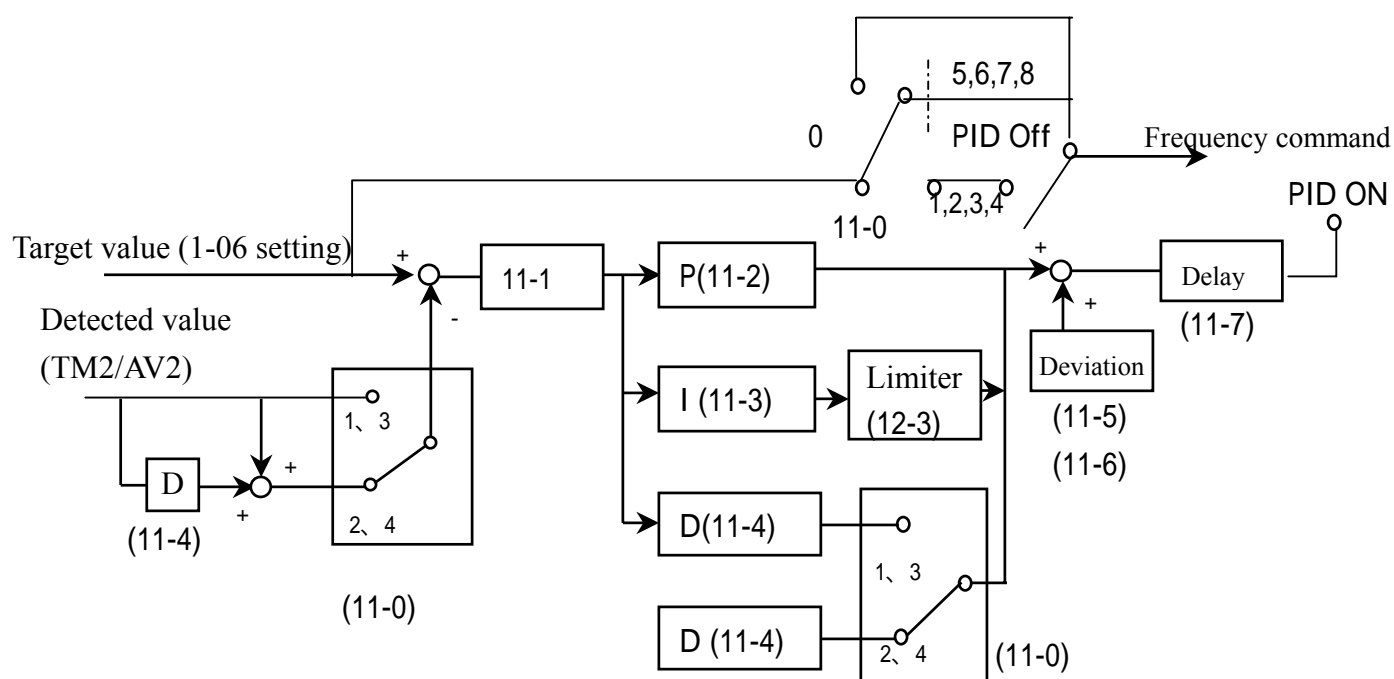 5,6,7,8
0
PID Off
Frequency command
1,2,3,4
PID ON
11-0
Target value (1-06 setting)
+
11-1
P(11-2)
+
Delay
(11-7)
-
+
Detected value
(TM2/AV2)
Deviation
(11-5)
(11-6)
I (11-3)
Limiter
(12-3)
1、3
D
+
+
(11-4)
2、4
(11-0)
D(11-4)
1、3
D (11-4)
2、4
(11-0)